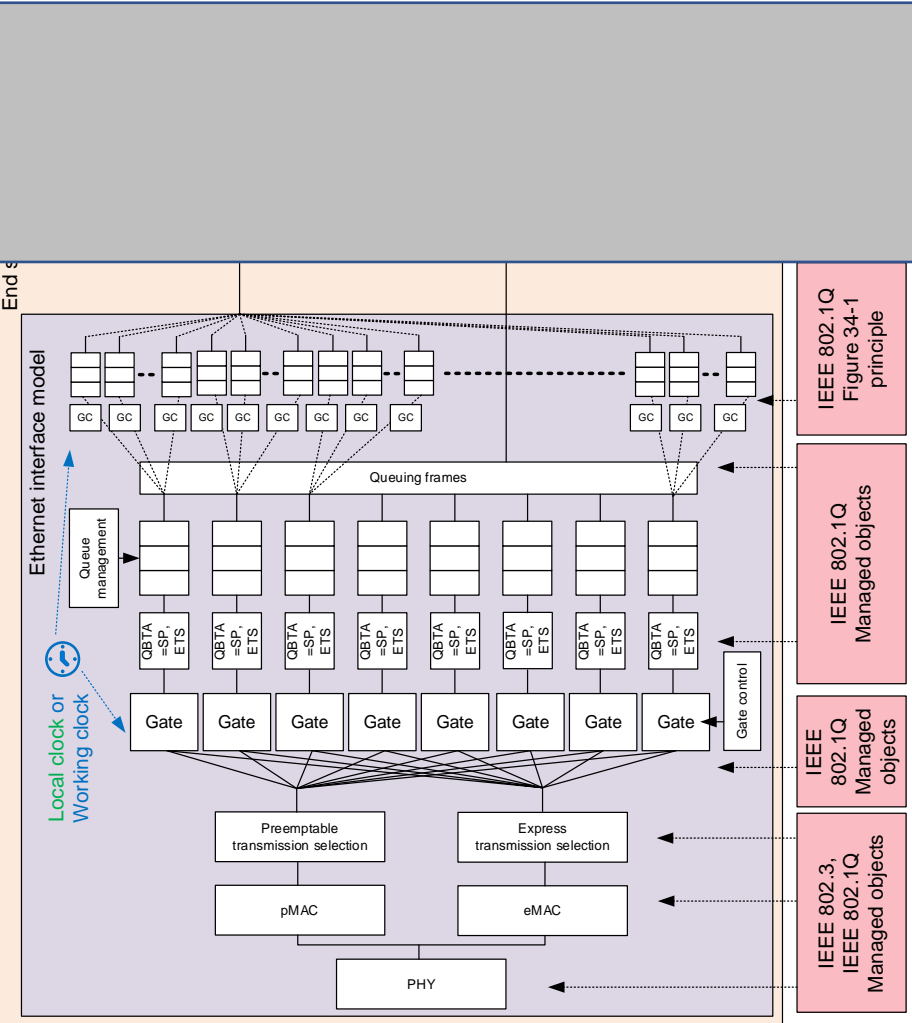 End
Ethernet interface model
GC
GC
GC
GC
GC
GC
GC
GC
GC
GC
GC
GC
Queuing frames
Queue
management
QBTA
=SP,
ETS
QBTA
=SP,
ETS
QBTA
=SP,
ETS
QBTA
=SP,
ETS
QBTA
=SP,
ETS
QBTA
=SP,
ETS
QBTA
=SP,
ETS
QBTA
=SP,
ETS
Local clock or
Working clock
Gate
Gate
Gate
Gate
Gate
Gate
Gate
Gate
Gate control
Preemptable
transmission selection
Express
transmission selection
pMAC
eMAC
PHY
IEEE 802.1Q
Figure 34-1
principle
IEEE 802.1Q
Managed objects
IEEE
802.1Q
Managed
objects
IEEE 802.3,
IEEE 802.1Q
Managed objects